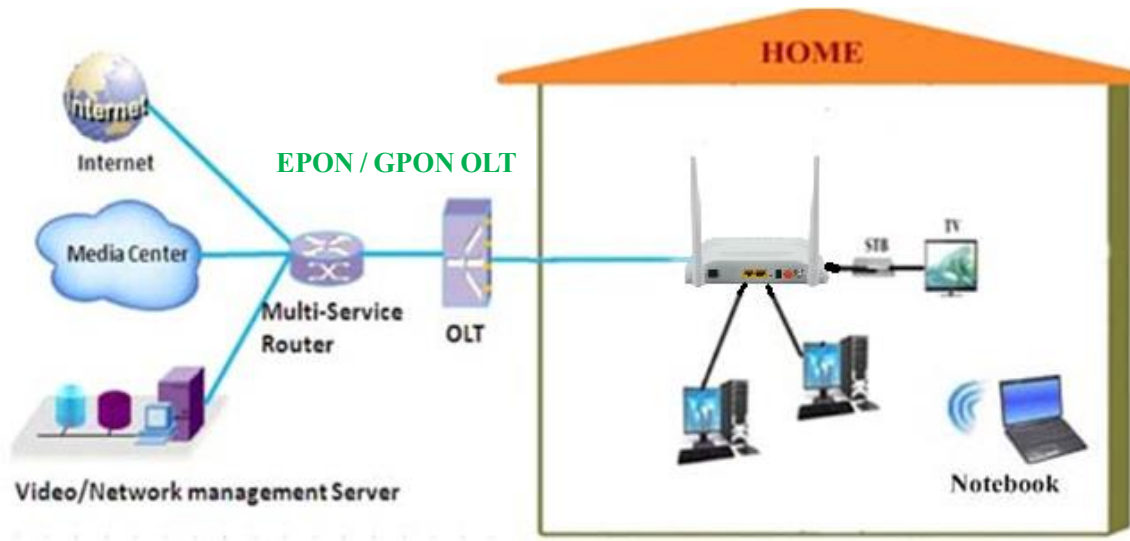 HOME
Internet
Internet
EPON / GPON OLT
Media Center
Multi-Service
Router
OLT
STB
TV
Video/Network management Server
Notebook